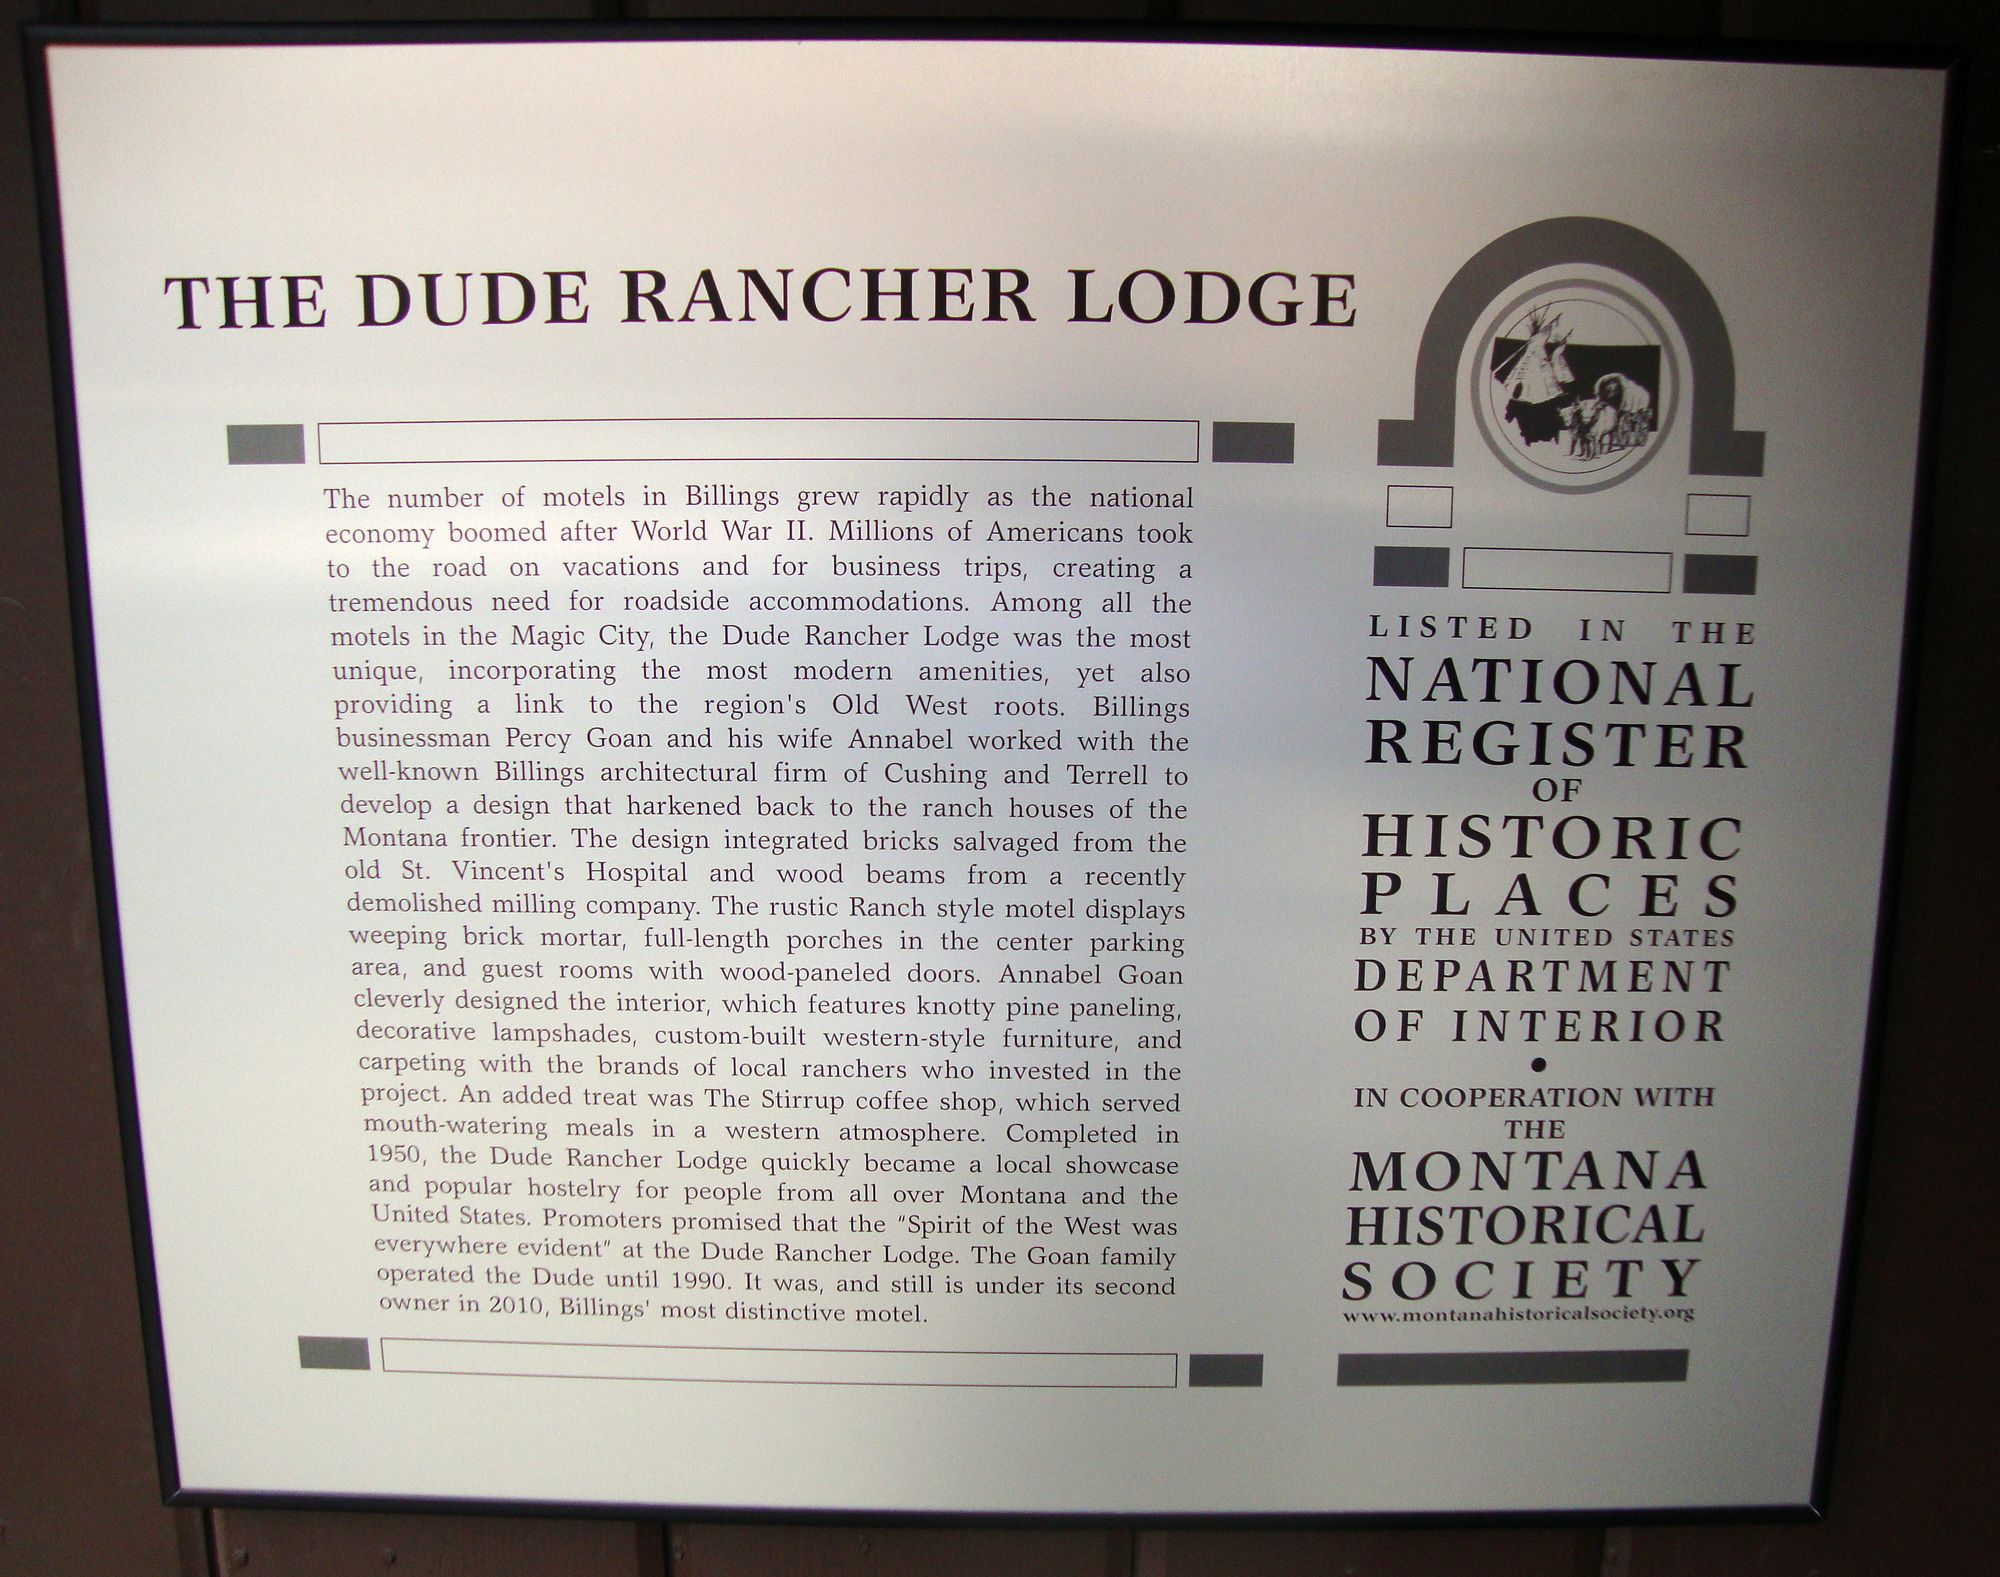 THE DUDE RANCHER LODGE
The number of motels in Billings grew rapidly as the national
economy boomed after World War II. Millions of Americans took
to the road on vacations and for business trips, creating a
tremendous need for roadside accommodations. Among all the
motels in the Magic City, the Dude Rancher Lodge was the most
unique, incorporating the most modern amenities, yet also
providing a link to the region's Old West roots. Billings
businessman Percy Goan and his wife Annabel worked with the
well-known Billings architectural firm of Cushing and Terrell to
develop a design that harkened back to the ranch houses of the
Montana frontier. The design integrated bricks salvaged from the
old St. Vincent's Hospital and wood beams from a recently
demolished milling company. The rustic Ranch style motel displays
weeping brick mortar, full-length porches in the center parking
area, and guest rooms with wood-paneled doors. Annabel Goan
cleverly designed the interior, which features knotty pine paneling,
decorative lampshades, custom-built western-style furniture, and
carpeting with the brands of local ranchers who invested in the
project. An added treat was The Stirrup coffee shop, which served
mouth-watering meals in a western atmosphere. Completed in
1950, the Dude Rancher Lodge quickly became a local showcase
and popular hostelry for people from all over Montana and the
United States. Promoters promised that the "Spirit of the West was
everywhere evident" at the Dude Rancher Lodge. The Goan family
operated the Dude until 1990. It was, and still is under its second
owner in 2010, Billings' most distinctive motel.
LISTED IN THE
NATIONAL
REGISTER
OF
HISTORIC
PLACES
BY THE UNITED STATES
DEPARTMENT
OF INTERIOR
•
IN COOPERATION WITH
THE
MONTANA
HISTORICAL
SOCIETY
www.montanahistoricalsociety.org